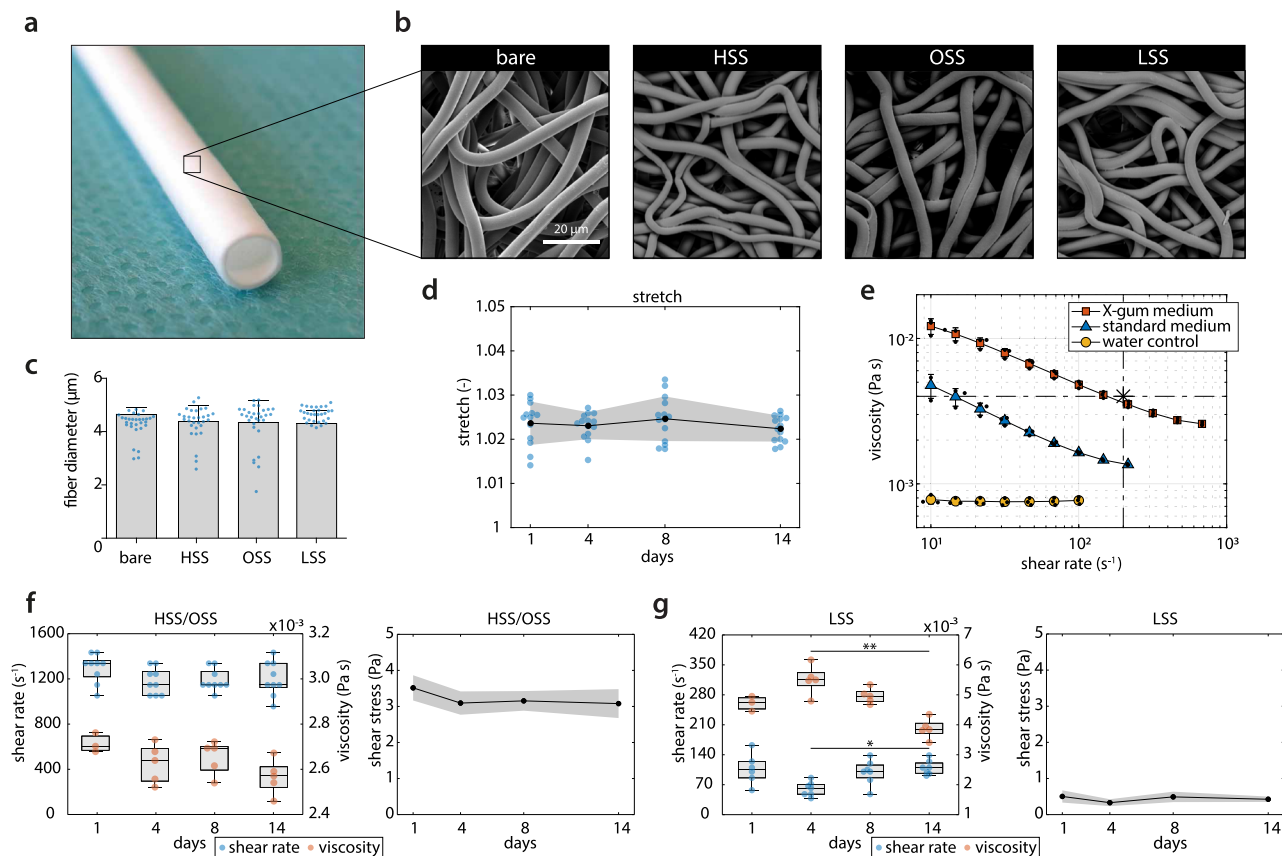 a
b
bare
HSS
OSS
LSS
20 µm
c
fiber diameter (µm)
6
4
2
0
bare
HSS
OSS
LSS
d
stretch
stretch (-)
1.05
1.04
1.03
1.02
1.01
1
1
4
8
14
days
e
X-gum medium
standard medium
water control
viscosity (Pa s)
10⁻²
10⁻³
10¹
10²
10³
shear rate (s⁻¹)
f
HSS/OSS
x10⁻³
shear rate (s⁻¹)
1600
1200
800
400
0
3.2
3.0
2.8
2.6
2.4
viscosity (Pa s)
1
4
8
14
days
HSS/OSS
shear stress (Pa)
5
4
3
2
1
0
1
4
8
14
days
shear rate
viscosity
g
LSS
x10⁻³
shear rate (s⁻¹)
420
350
280
210
140
70
0
**
*
7
6
5
4
3
2
1
viscosity (Pa s)
1
4
8
14
days
LSS
shear stress (Pa)
5
4
3
2
1
0
1
4
8
14
days
shear rate
viscosity